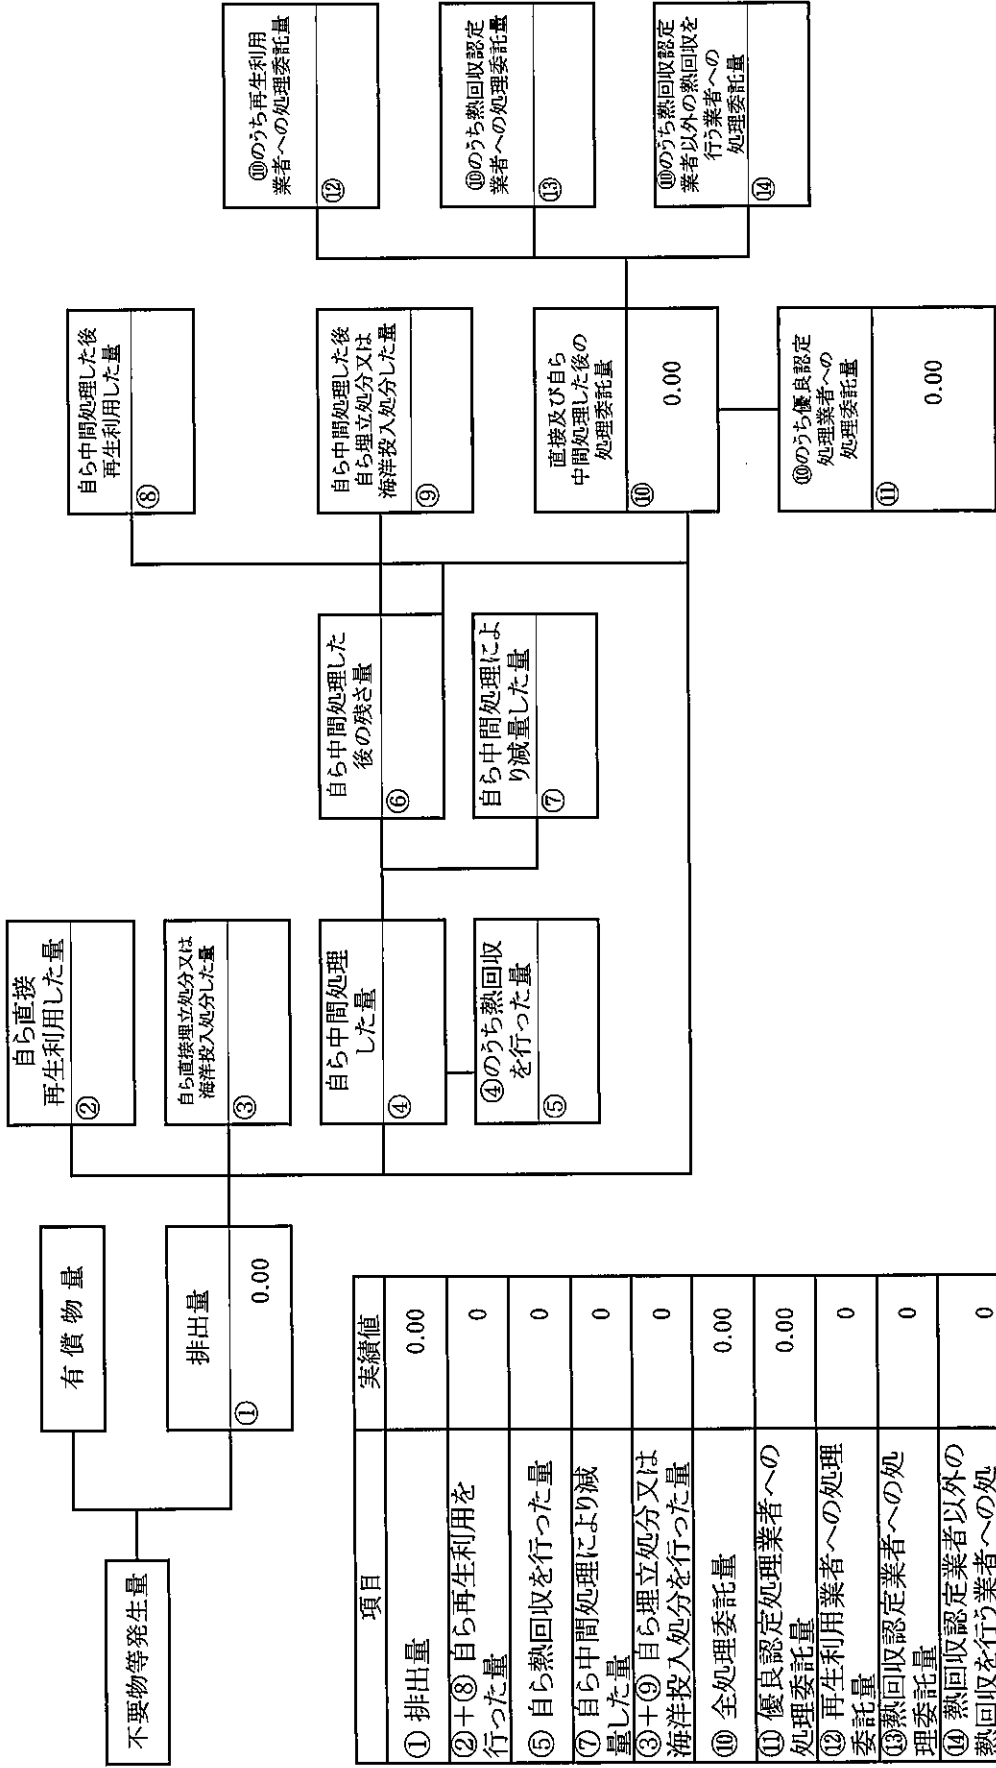 不要物等発生量
有償物量
排出量
①
0.00
自ら直接
再生利用した量
②
自ら直接埋立処分又は
海洋投入処分した量
③
自ら中間処理
した量
④
④のうち熱回収
を行った量
⑤
自ら中間処理した
後の残さ量
⑥
自ら中間処理によ
り減量した量
⑦
自ら中間処理した後
再生利用した量
⑧
自ら中間処理した後
自ら埋立処分又は
海洋投入処分した量
⑨
直接及び自ら
中間処理した後の
処理委託量
⑩
0.00
⑩のうち優良認定
処理業者への
処理委託量
⑪
0.00
⑩のうち再生利用
業者への処理委託量
⑫
⑩のうち熱回収認定
業者への処理委託量
⑬
⑩のうち熱回収認定
業者以外の熱回収を
行う業者への
処理委託量
⑭
項目 実績値
①排出量 0.00
②+⑧ 自ら再生利用を
行った量 0
⑤ 自ら熱回収を行った量 0
⑦ 自ら中間処理により減
量した量 0
③+⑨ 自ら埋立処分又は
海洋投入処分を行った量 0
⑩ 全処理委託量 0.00
⑪ 優良認定処理業者への
処理委託量 0.00
⑫ 再生利用業者への処理
委託量 0
⑬熱回収認定業者への処
理委託量 0
⑭ 熱回収認定業者以外の
熱回収を行う業者への処 0